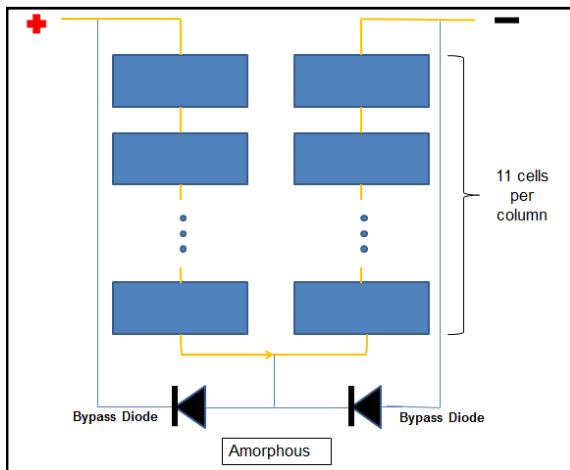 11 cells
per
column
Bypass Diode
Bypass Diode
Amorphous